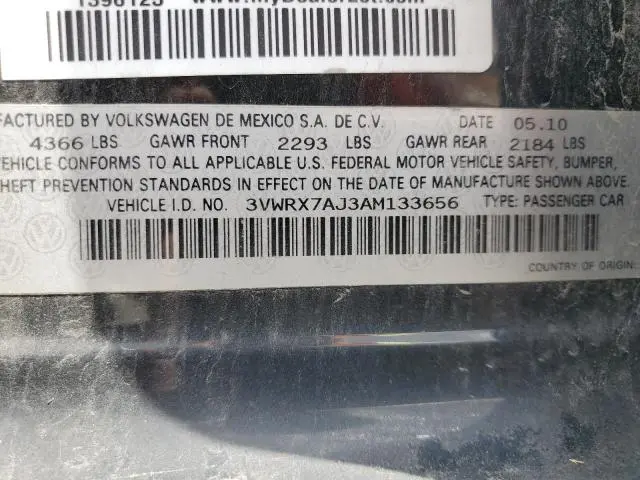 FACTURED BY VOLKSWAGEN DE MEXICO S.A. DE C.V. DATE 05.10
4366 LBS GAWR FRONT 2293 LBS GAWR REAR 2184 LBS
VEHICLE CONFORMS TO ALL APPLICABLE U.S. FEDERAL MOTOR VEHICLE SAFETY, BUMPER,
THEFT PREVENTION STANDARDS IN EFFECT ON THE DATE OF MANUFACTURE SHOWN ABOVE.
VEHICLE I.D. NO. 3VWRX7AJ3AM133656 TYPE: PASSENGER CAR
COUNTRY OF ORIGIN: